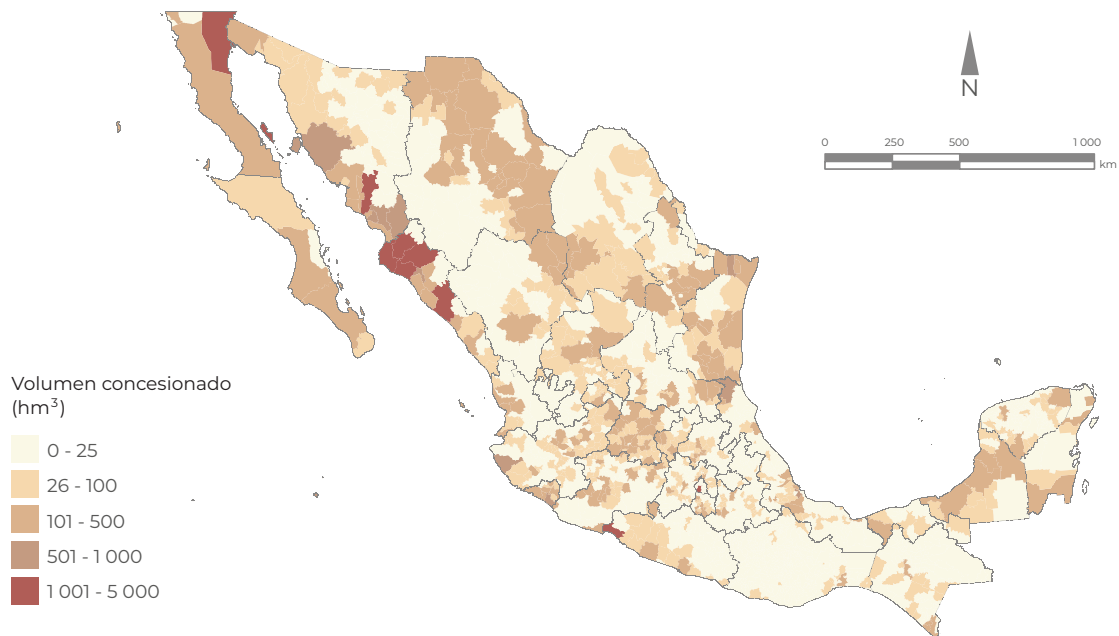 N
0 250 500 1 000
km
Volumen concesionado
(hm³)
0 - 25
26 - 100
101 - 500
501 - 1 000
1 001 - 5 000